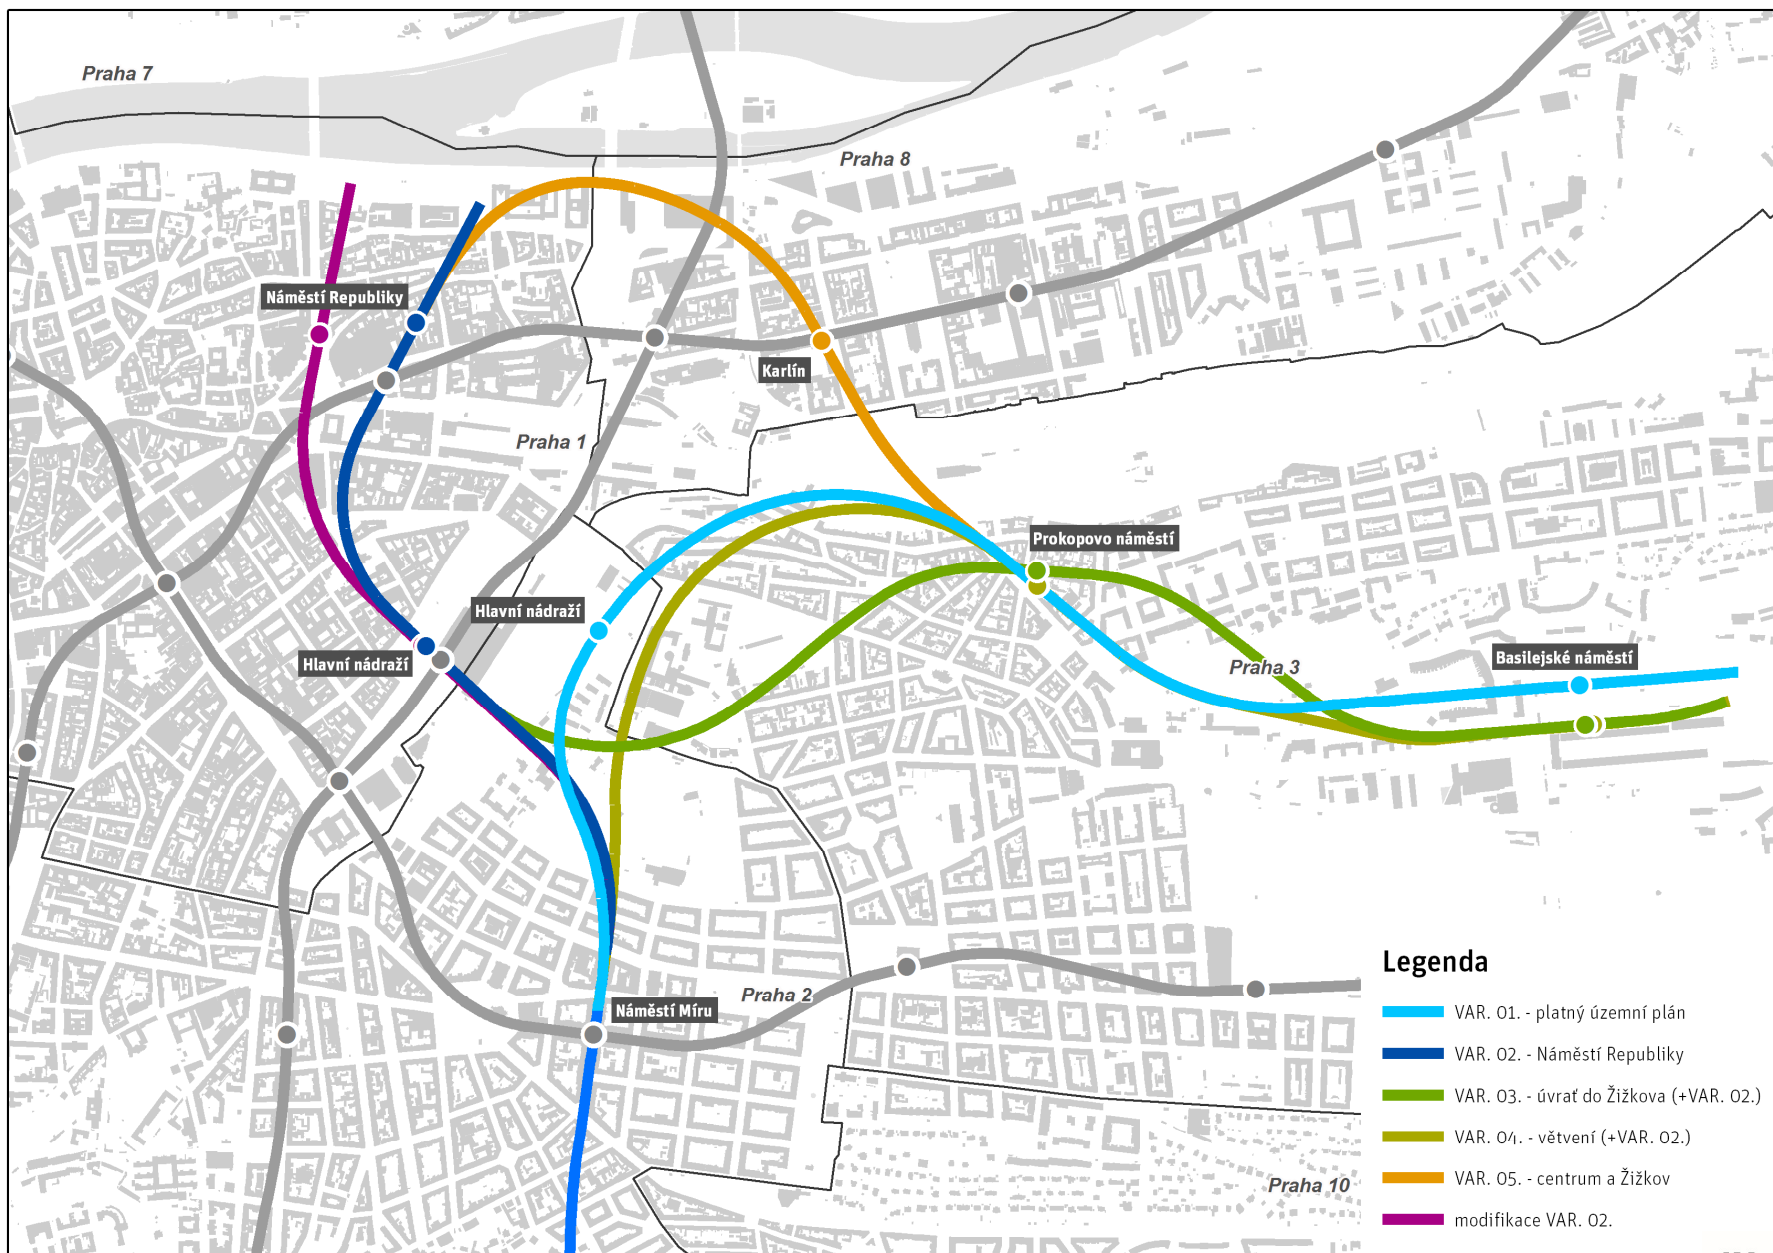 Praha 7
Praha 8
Náměstí Republiky
Karlín
Praha 1
Prokopovo náměstí
Hlavní nádraží
Hlavní nádraží
Praha 3
Basilejské náměstí
Praha 2
Náměstí Míru
Praha 10
Legenda
VAR. 01. - platný územní plán
VAR. 02. - Náměstí Republiky
VAR. 03. - úvrať do Žižkova (+VAR. 02.)
VAR. 04. - větvení (+VAR. 02.)
VAR. 05. - centrum a Žižkov
modifikace VAR. 02.